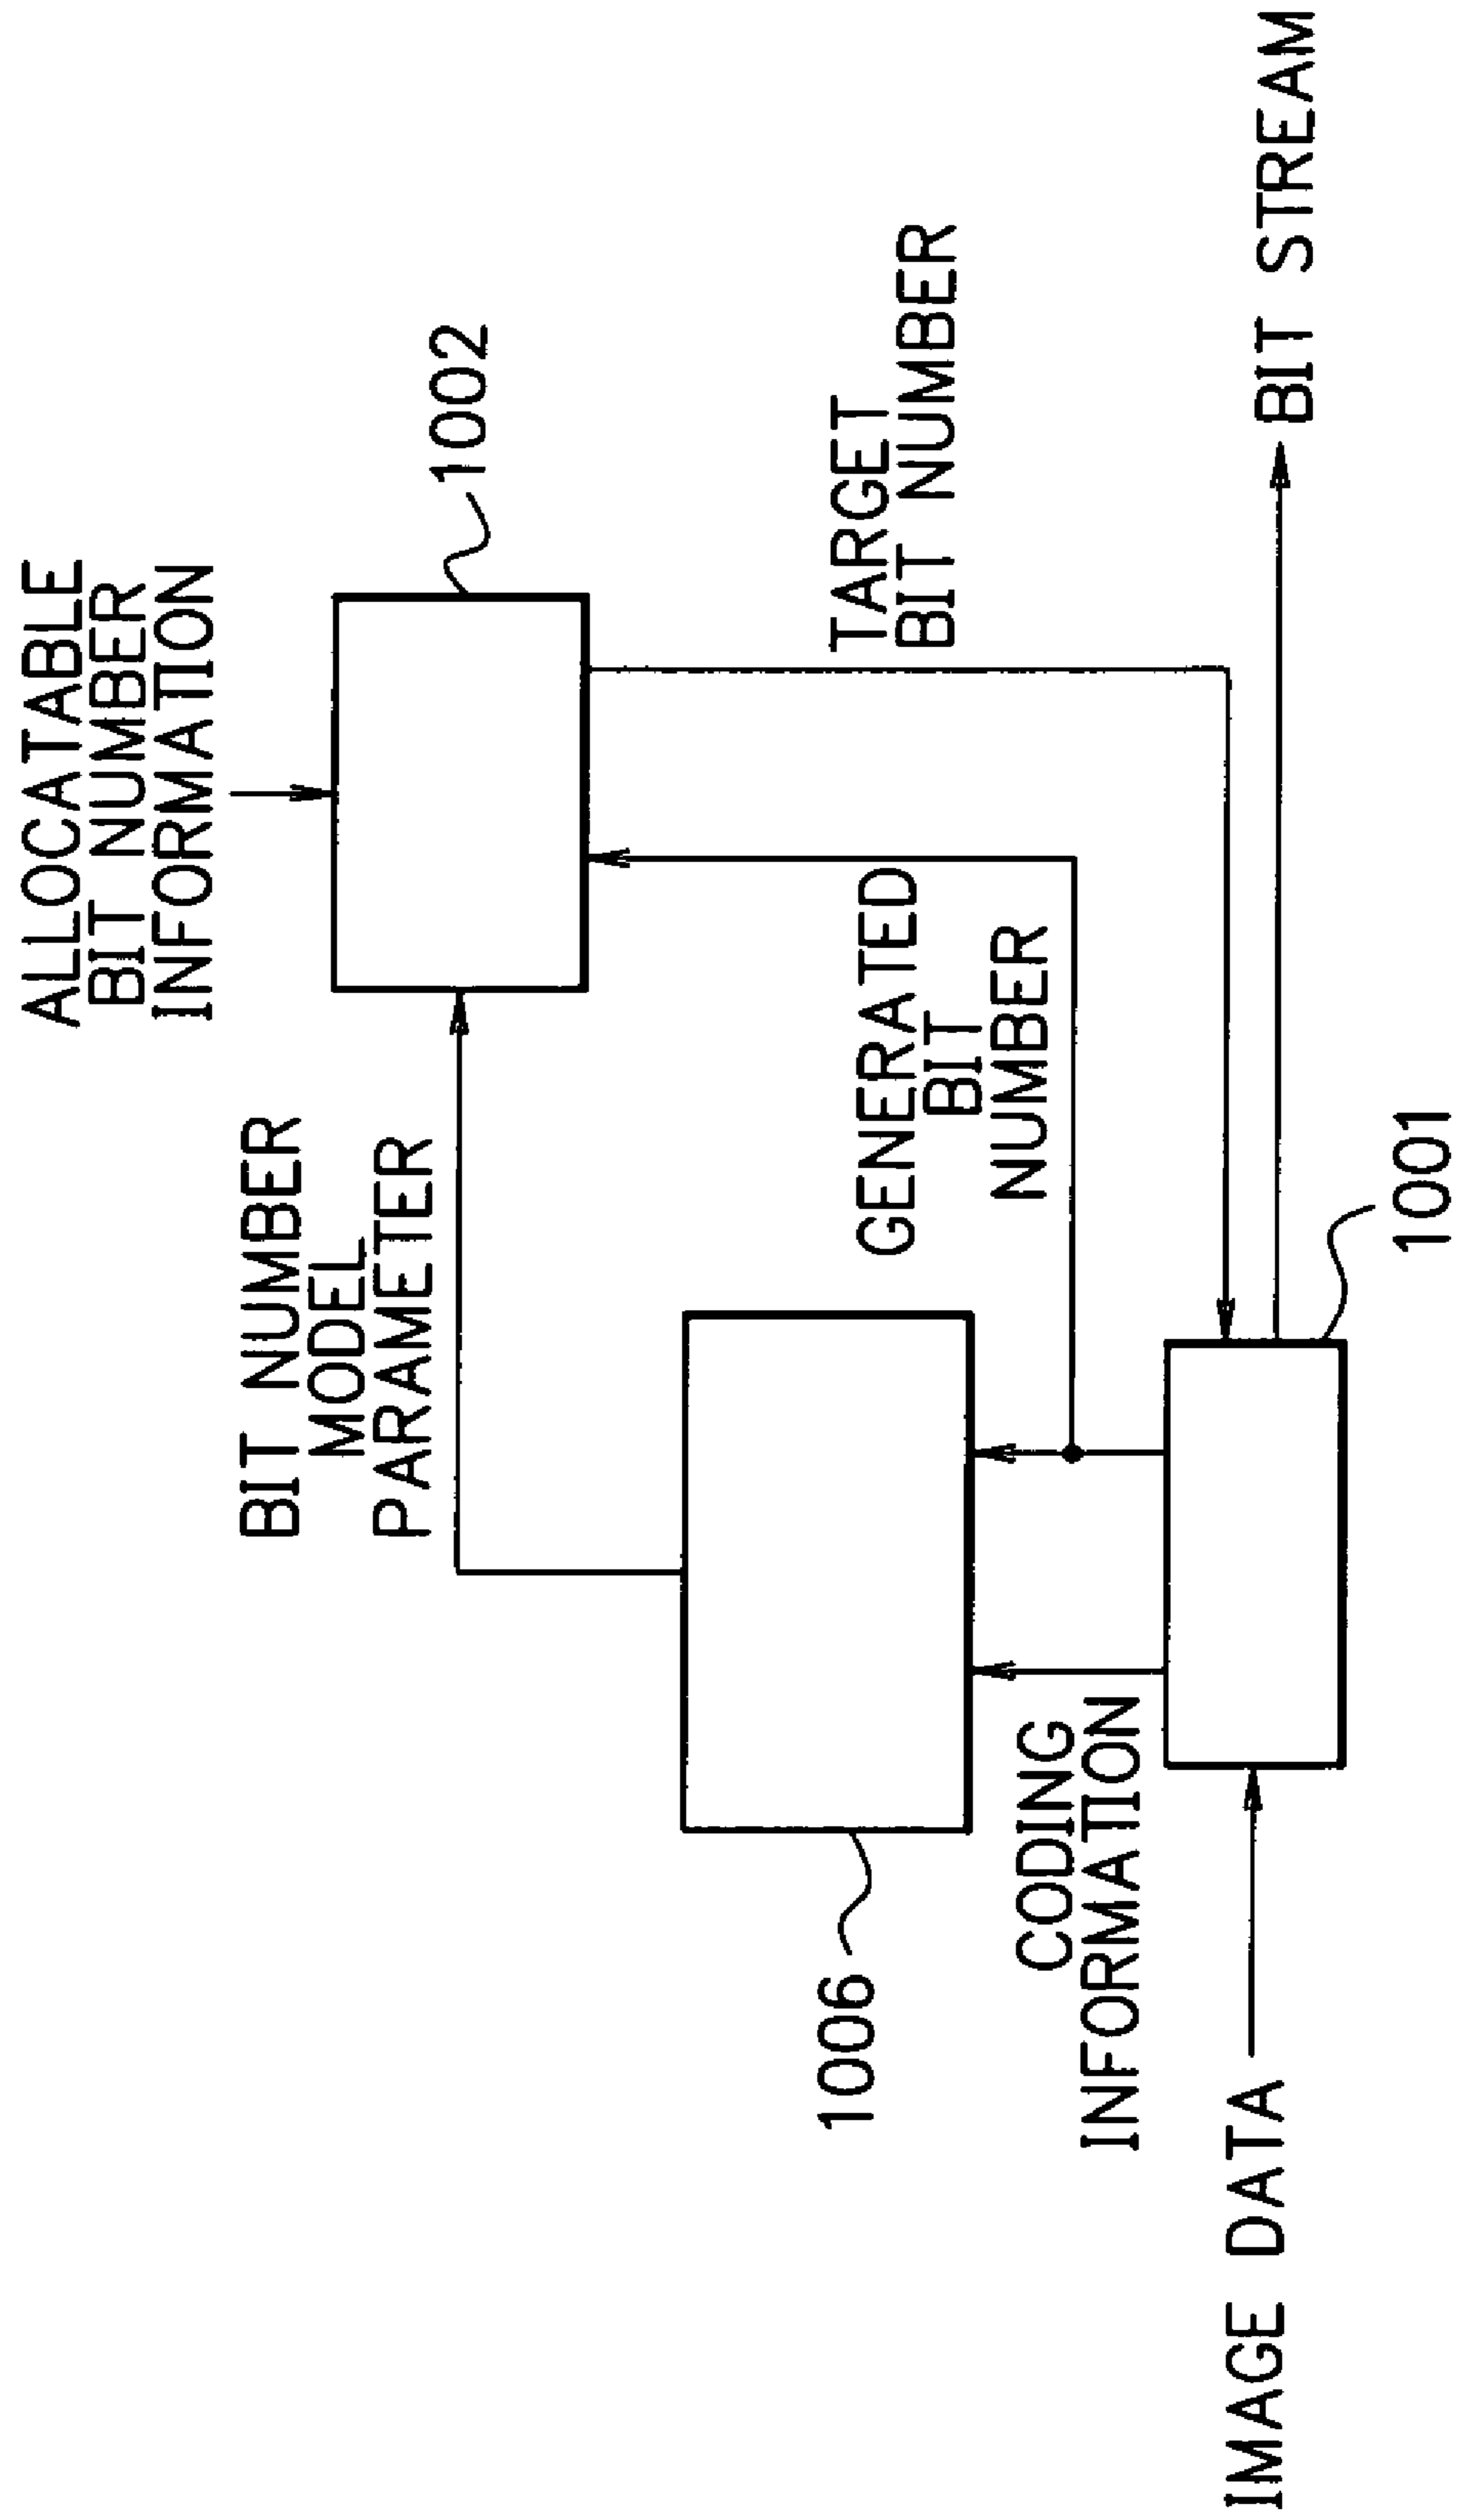 ALLOCATABLE
BIT NUMBER
INFORMATION
BIT NUMBER
MODEL
PARAMETER
1002
1006
GENERATED
BIT
NUMBER
TARGET
BIT NUMBER
CODING
INFORMATION
IMAGE DATA
BIT STREAM
1001